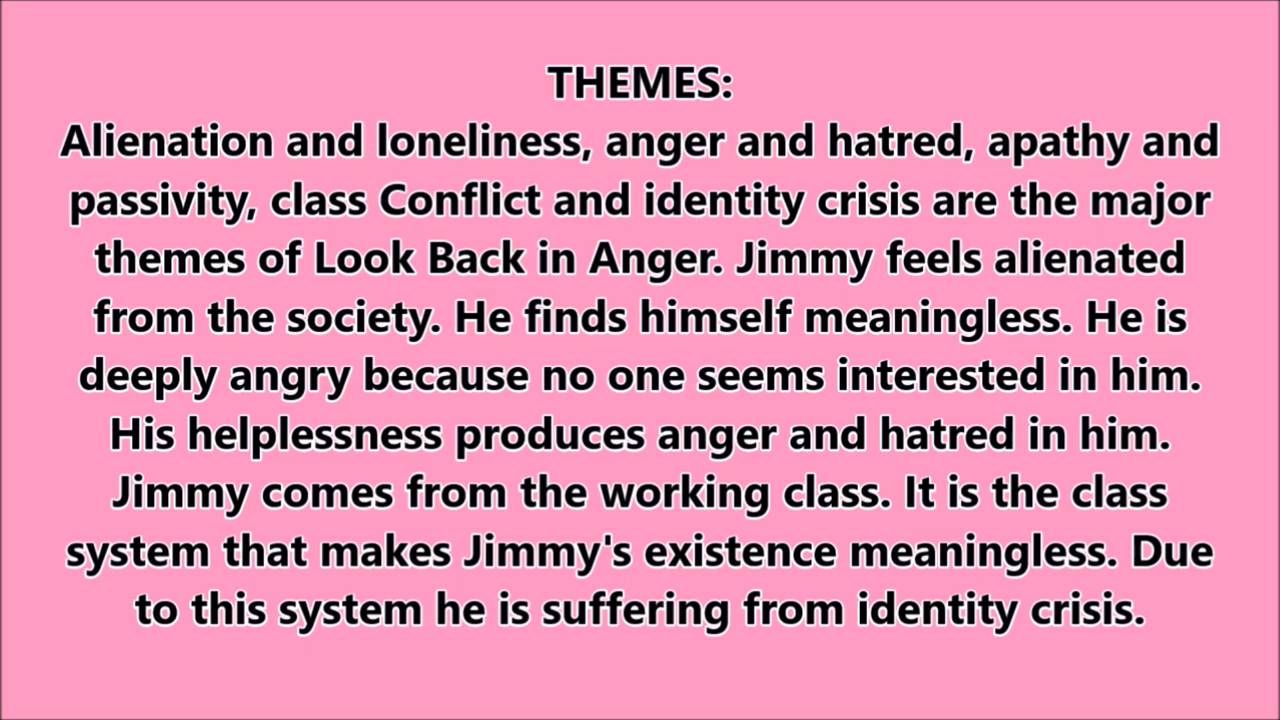 THEMES:
Alienation and loneliness, anger and hatred, apathy and
passivity, class Conflict and identity crisis are the major
themes of Look Back in Anger. Jimmy feels alienated
from the society. He finds himself meaningless. He is
deeply angry because no one seems interested in him.
His helplessness produces anger and hatred in him.
Jimmy comes from the working class. It is the class
system that makes Jimmy's existence meaningless. Due
to this system he is suffering from identity crisis.